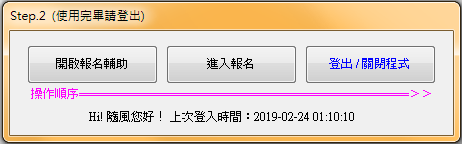 Step.2 (使用完畢請登出)
開啟報名輔助 進入報名 登出 / 關閉程式
操作順序══════════════════════════════＞＞
Hi! 隨風您好！ 上次登入時間：2019-02-24 01:10:10